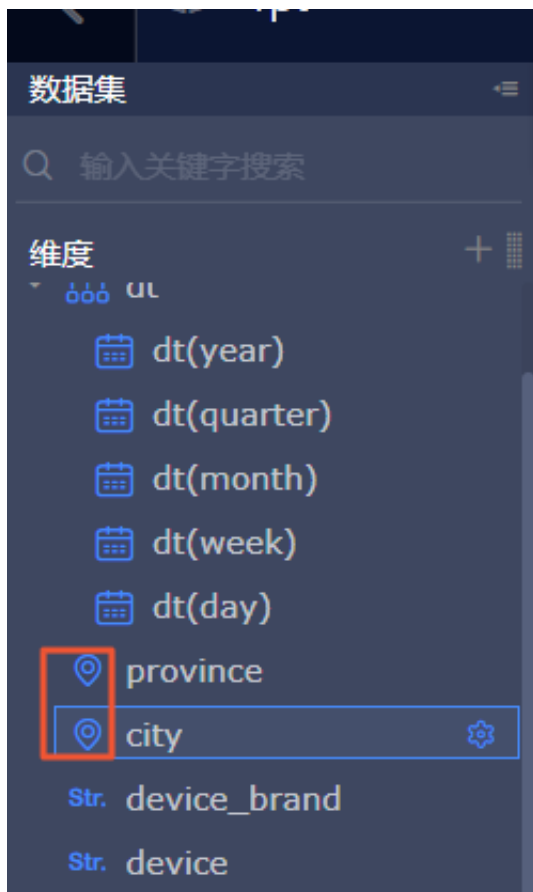 数据集
输入关键字搜索
维度
dt
dt(year)
dt(quarter)
dt(month)
dt(week)
dt(day)
province
city
Str. device_brand
Str. device